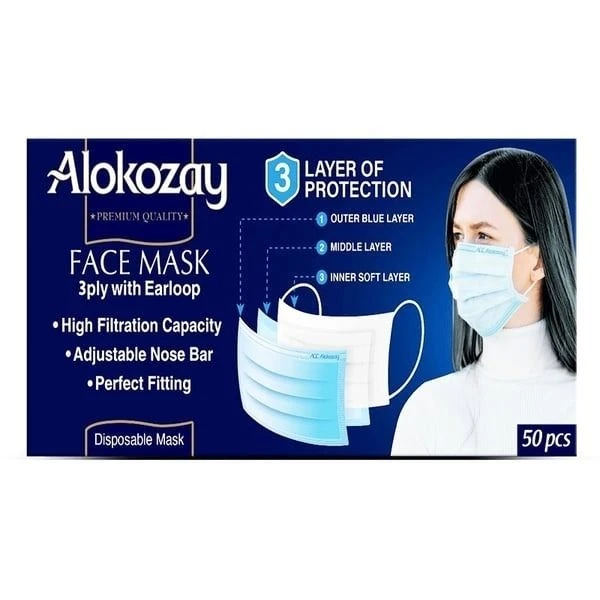 Alokozay
★PREMIUM QUALITY★
FACE MASK
3ply with Earloop
•High Filtration Capacity
•Adjustable Nose Bar
•Perfect Fitting
Disposable Mask
3 LAYER OF
PROTECTION
1 OUTER BLUE LAYER
2 MIDDLE LAYER
3 INNER SOFT LAYER
50 pcs